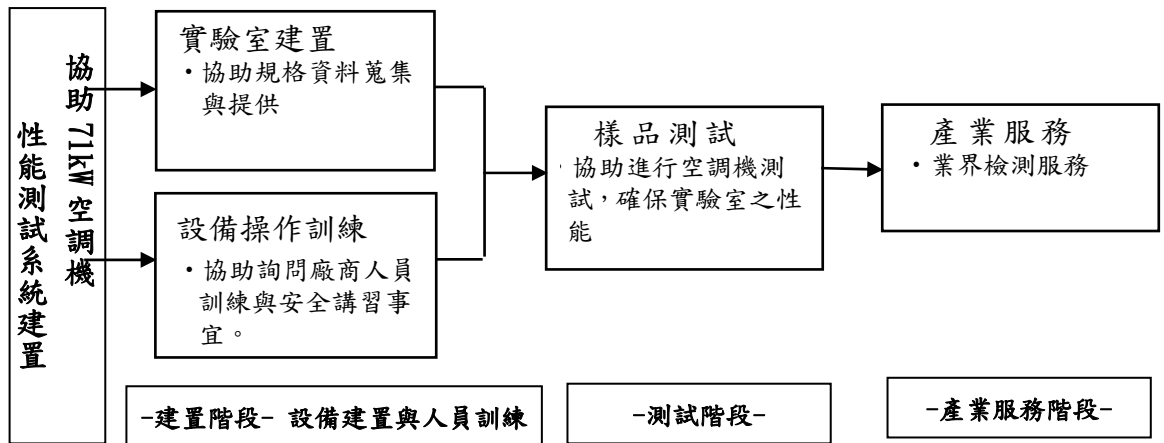 協助 71kW 空調機
性能測試系統建置
實驗室建置
・協助規格資料蒐集
與提供
設備操作訓練
・協助詢問廠商人員
訓練與安全講習事
宜。
樣品測試
・協助進行空調機測
試，確保實驗室之性
能
產業服務
・業界檢測服務
-建置階段- 設備建置與人員訓練
-測試階段-
-產業服務階段-